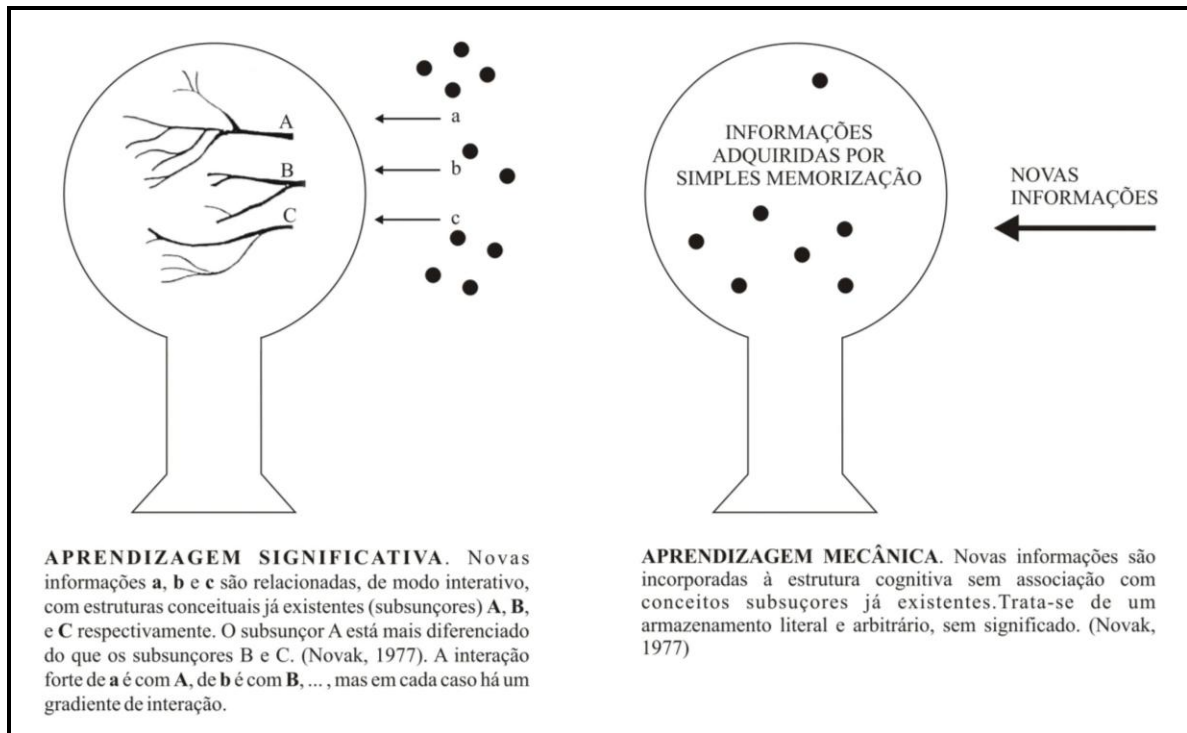 A
B
C
a
b
c
APRENDIZAGEM SIGNIFICATIVA. Novas
informações a, b e c são relacionadas, de modo interativo,
com estruturas conceituais já existentes (subsunçores) A, B,
e C respectivamente. O subsunçor A está mais diferenciado
do que os subsunçores B e C. (Novak, 1977). A interação
forte de a é com A, de b é com B, ... , mas em cada caso há um
gradiente de interação.
INFORMAÇÕES
ADQUIRIDAS POR
SIMPLES MEMORIZAÇÃO
NOVAS
INFORMAÇÕES
APRENDIZAGEM MECÂNICA. Novas informações são
incorporadas à estrutura cognitiva sem associação com
conceitos subsuçores já existentes.Trata-se de um
armazenamento literal e arbitrário, sem significado. (Novak,
1977)